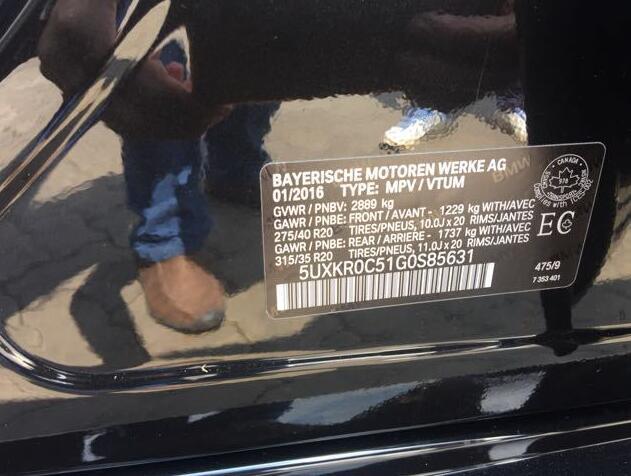 BAYERISCHE MOTOREN WERKE AG
01/2016 TYPE: MPV / VTUM
GVWR / PNBV: 2889 kg
GAWR / PNBE: FRONT / AVANT - 1229 kg WITH/AVEC
275/40 R20 TIRES/PNEUS, 10.0J x 20 RIMS/JANTES
GAWR / PNBE: REAR / ARRIERE - 1737 kg WITH/AVEC
315/35 R20 TIRES/PNEUS, 11.0J x 20 RIMS/JANTES
5UXKR0C51G0S85631
CANADA
378
TRANSPORT
EC
475/9
7 353 401
BMW